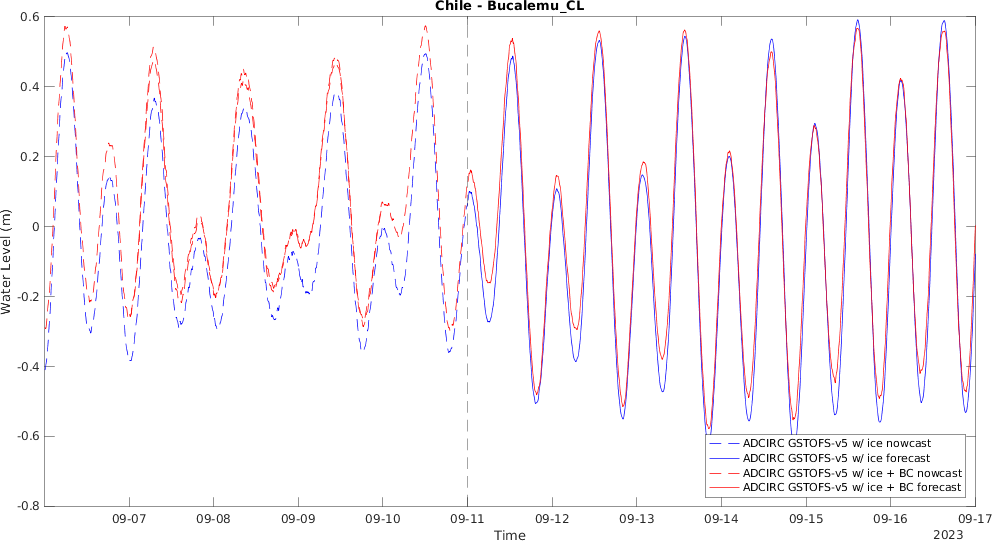 Chile - Bucalemu_CL
0.6
0.4
0.2
0
-0.2
-0.4
-0.6
-0.8
Water Level (m)
ADCIRC GSTOFS-v5 w/ ice nowcast
ADCIRC GSTOFS-v5 w/ ice forecast
ADCIRC GSTOFS-v5 w/ ice + BC nowcast
ADCIRC GSTOFS-v5 w/ ice + BC forecast
09-07 09-08 09-09 09-10 09-11 09-12 09-13 09-14 09-15 09-16 09-17
Time
2023